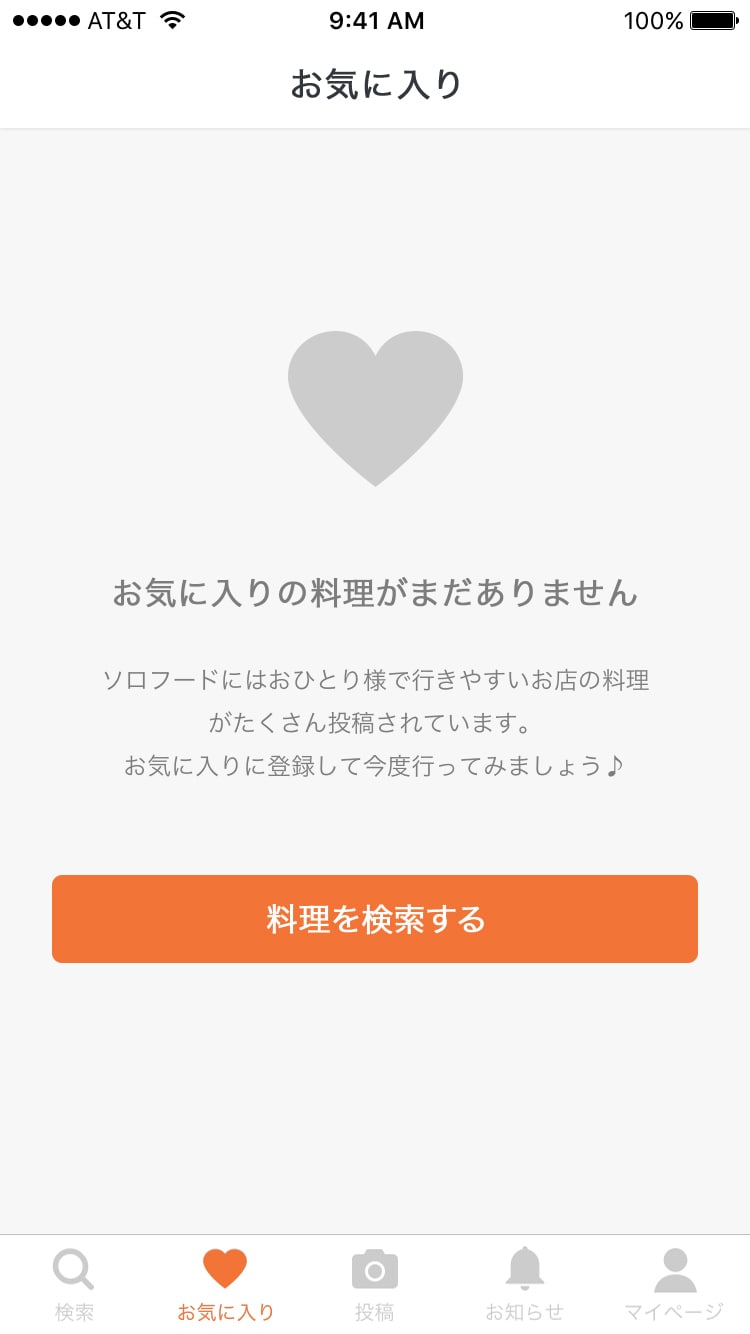 AT&T 9:41 AM 100%
お気に入り
お気に入りの料理がまだありません
ソロフードにはおひとり様で行きやすいお店の料理
がたくさん投稿されています。
お気に入りに登録して今度行ってみましょう♪
料理を検索する
検索 お気に入り 投稿 お知らせ マイページ